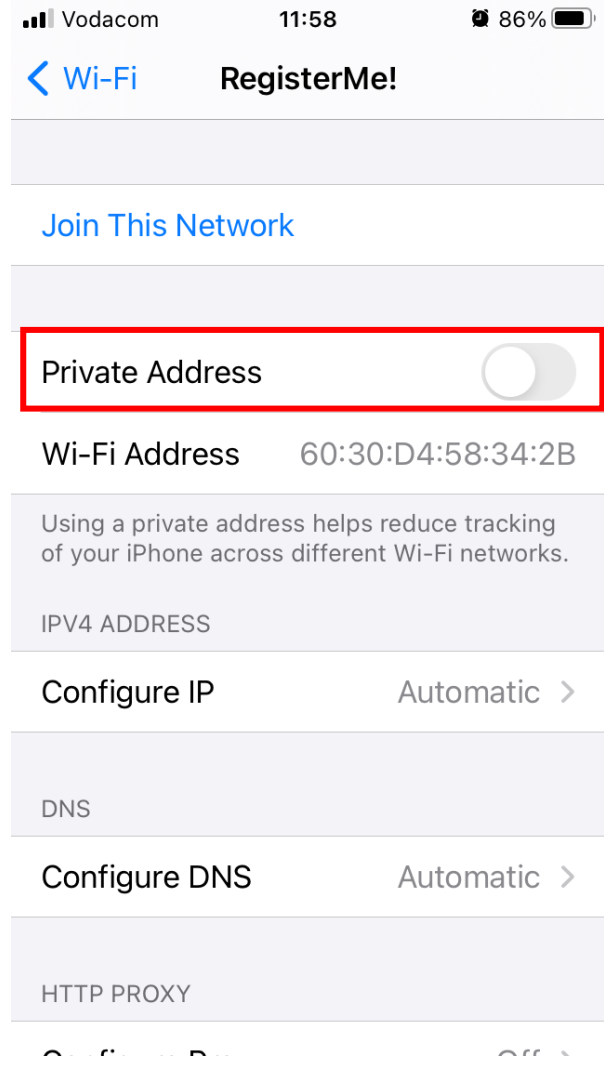 Vodacom 11:58 86%
Wi-Fi RegisterMe!
Join This Network
Private Address
Wi-Fi Address 60:30:D4:58:34:2B
Using a private address helps reduce tracking
of your iPhone across different Wi-Fi networks.
IPV4 ADDRESS
Configure IP Automatic
DNS
Configure DNS Automatic
HTTP PROXY